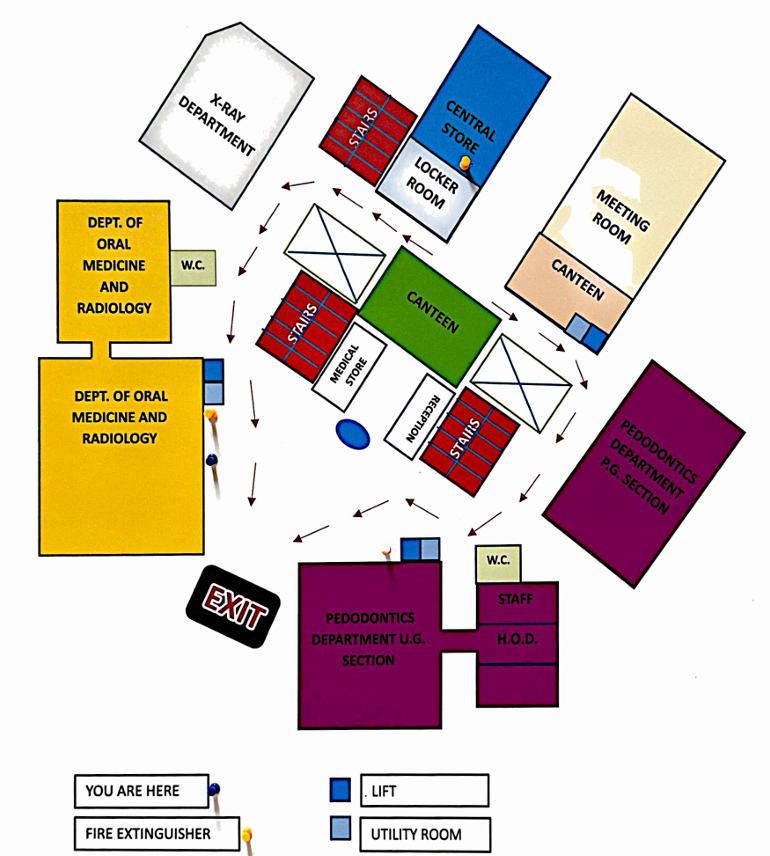 X-RAY
DEPARTMENT
STAIRS
CENTRAL
STORE
LOCKER
ROOM
MEETING
ROOM
CANTEEN
DEPT. OF
ORAL
MEDICINE
AND
RADIOLOGY
W.C.
CANTEEN
STAIRS
MEDICAL
STORE
RECEPTION
STAIRS
DEPT. OF ORAL
MEDICINE AND
RADIOLOGY
PEDODONTICS
DEPARTMENT
P.G. SECTION
EXIT
W.C.
STAFF
H.O.D.
PEDODONTICS
DEPARTMENT U.G.
SECTION
YOU ARE HERE
. LIFT
FIRE EXTINGUISHER
UTILITY ROOM